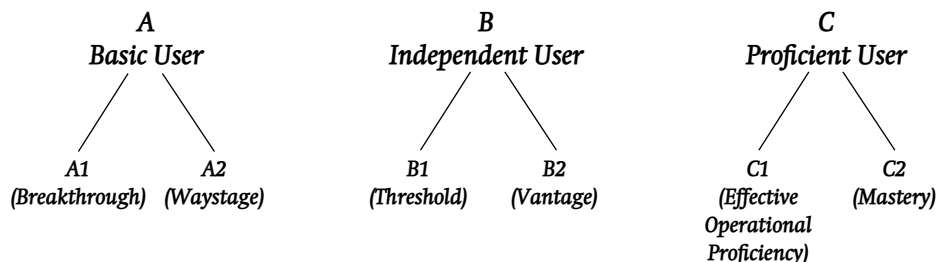 A
Basic User
B
Independent User
C
Proficient User
A1
(Breakthrough)
A2
(Waystage)
B1
(Threshold)
B2
(Vantage)
C1
(Effective
Operational
Proficiency)
C2
(Mastery)